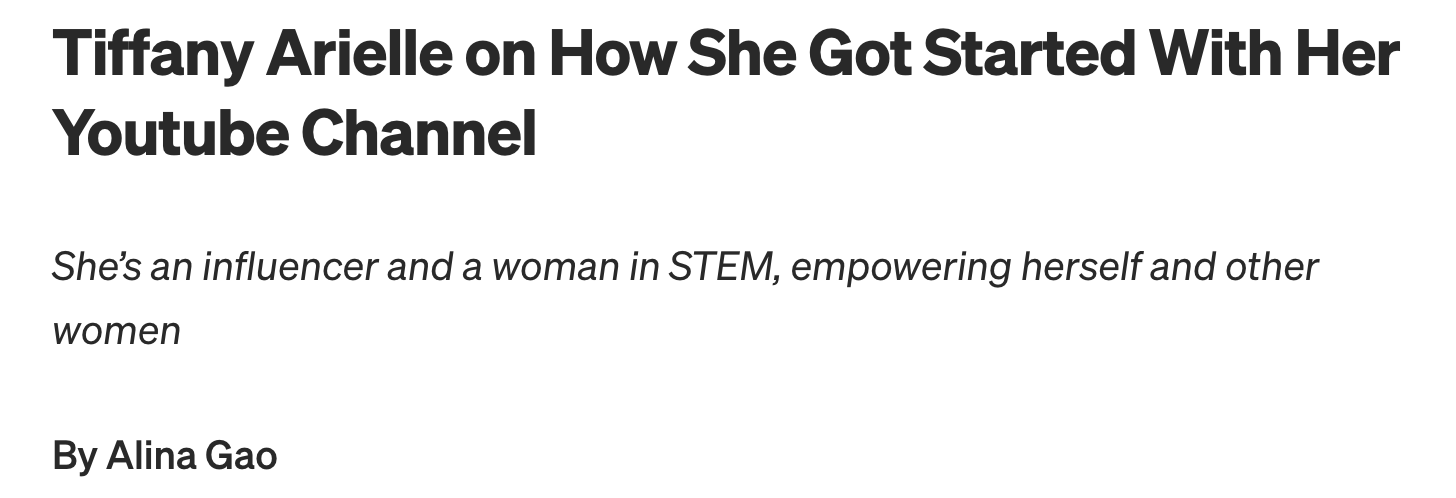 Tiffany Arielle on How She Got Started With Her
Youtube Channel
She’s an influencer and a woman in STEM, empowering herself and other
women
By Alina Gao